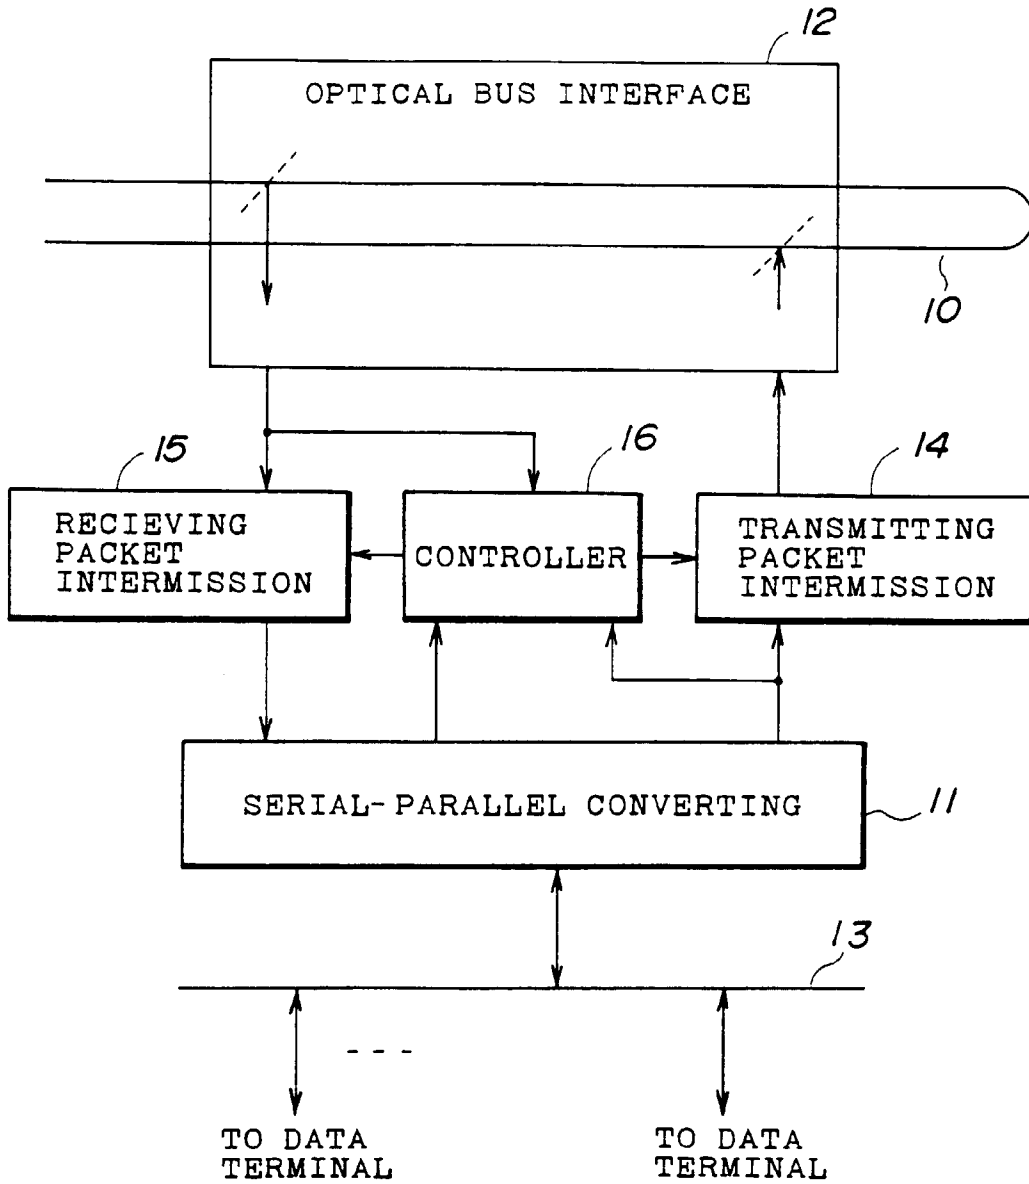 12
OPTICAL BUS INTERFACE
10
15
16
14
RECIEVING
PACKET
INTERMISSION
CONTROLLER
TRANSMITTING
PACKET
INTERMISSION
SERIAL-PARALLEL CONVERTING
11
13
- - -
TO DATA
TERMINAL
TO DATA
TERMINAL